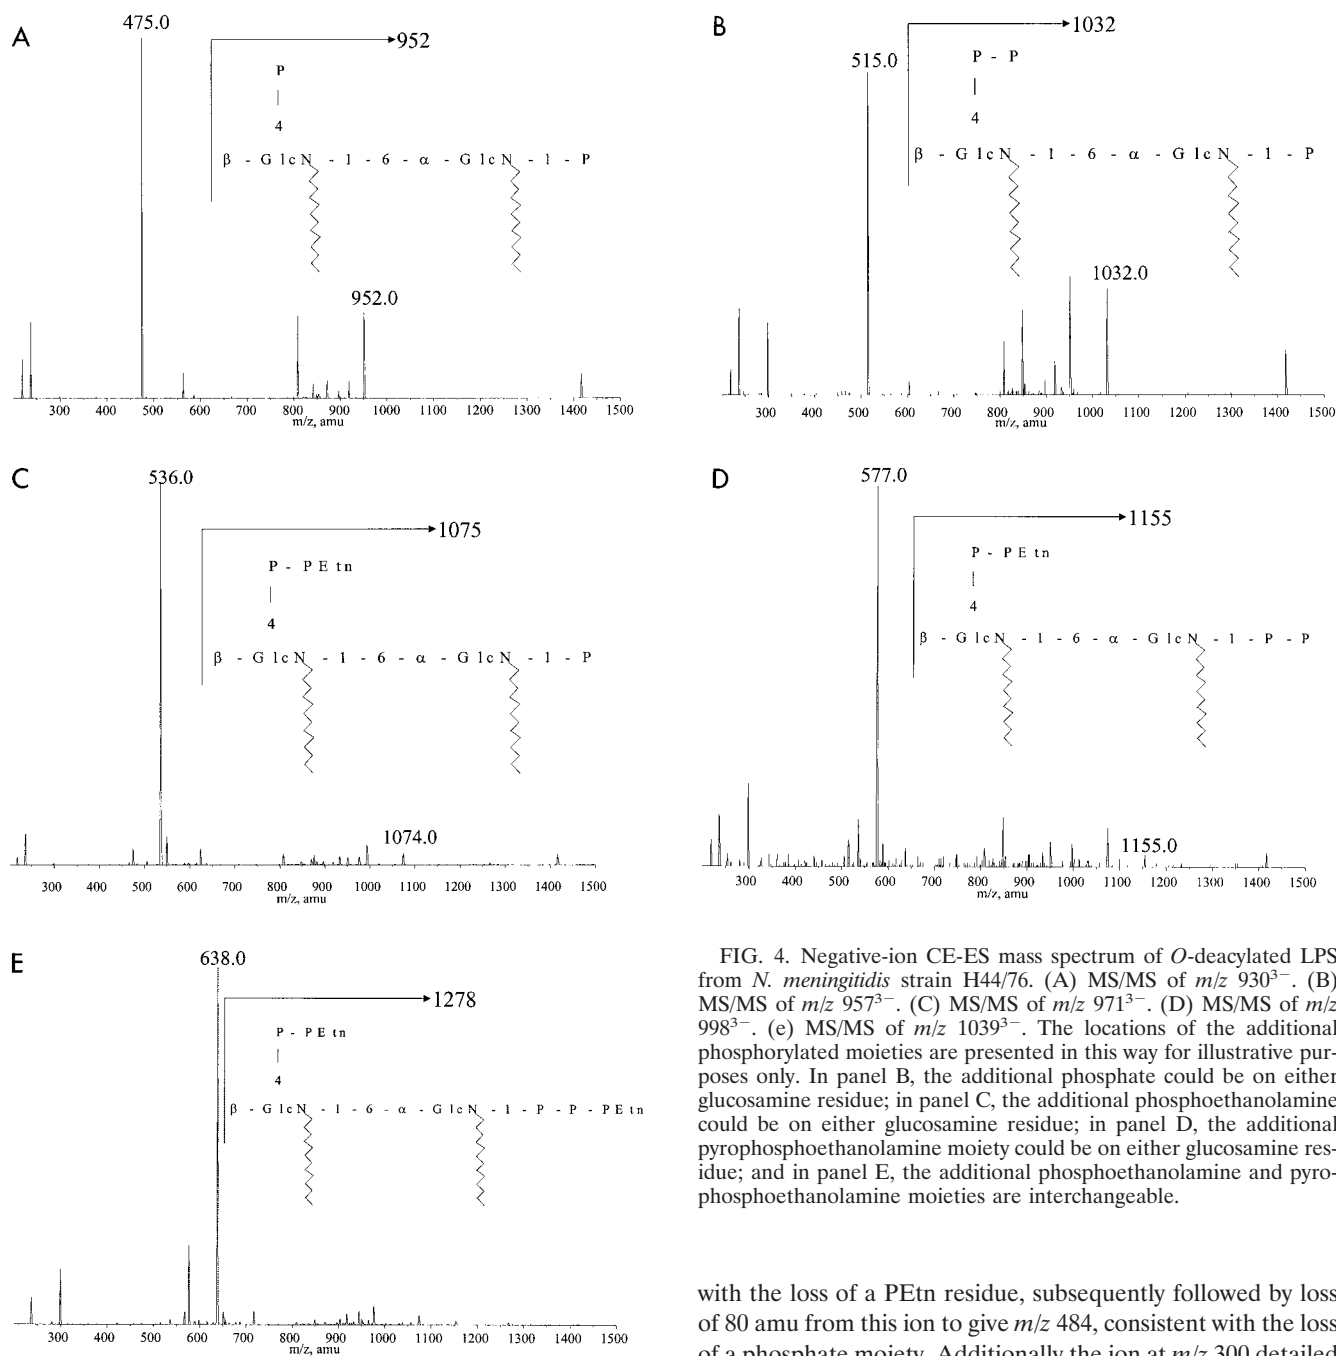 A
475.0
952
P
4
β - GlcN - 1 - 6 - α - GlcN - 1 - P
952.0
300 400 500 600 700 800 900 1000 1100 1200 1300 1400 1500
m/z, amu
B
515.0
1032
P - P
4
β - GlcN - 1 - 6 - α - GlcN - 1 - P
1032.0
300 400 500 600 700 800 900 1000 1100 1200 1300 1400 1500
m/z, amu
C
536.0
1075
P - PEtn
4
β - GlcN - 1 - 6 - α - GlcN - 1 - P
1074.0
300 400 500 600 700 800 900 1000 1100 1200 1300 1400 1500
m/z, amu
D
577.0
1155
P - PEtn
4
β - GlcN - 1 - 6 - α - GlcN - 1 - P - P
1155.0
300 400 500 600 700 800 900 1000 1100 1200 1300 1400 1500
m/z, amu
E
638.0
1278
P - PEtn
4
β - GlcN - 1 - 6 - α - GlcN - 1 - P - P - PEtn
300 400 500 600 700 800 900 1000 1100 1200 1300 1400 1500
m/z, amu
FIG. 4. Negative-ion CE-ES mass spectrum of O-deacylated LPS
from N. meningitidis strain H44/76. (A) MS/MS of m/z 930³⁻. (B)
MS/MS of m/z 957³⁻. (C) MS/MS of m/z 971³⁻. (D) MS/MS of m/z
998³⁻. (e) MS/MS of m/z 1039³⁻. The locations of the additional
phosphorylated moieties are presented in this way for illustrative pur-
poses only. In panel B, the additional phosphate could be on either
glucosamine residue; in panel C, the additional phosphoethanolamine
could be on either glucosamine residue; in panel D, the additional
pyrophosphoethanolamine moiety could be on either glucosamine res-
idue; and in panel E, the additional phosphoethanolamine and pyro-
phosphoethanolamine moieties are interchangeable.
with the loss of a PEtn residue, subsequently followed by loss
of 80 amu from this ion to give m/z 484, consistent with the loss
of a phosphate moiety. Additionally the ion at m/z 300 detailed